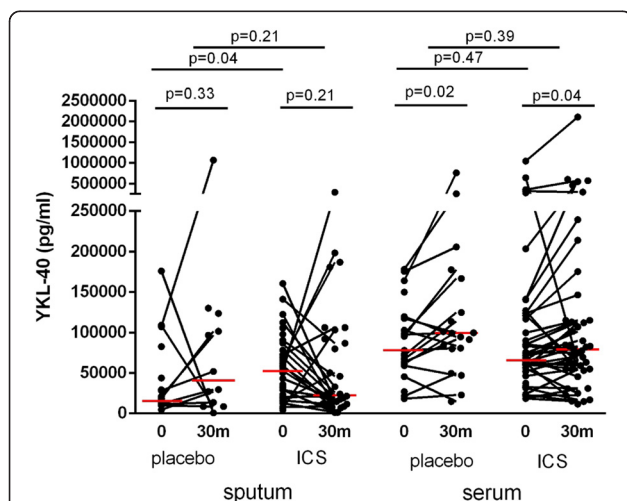 p=0.21 p=0.39
p=0.04 p=0.47
p=0.33 p=0.21 p=0.02 p=0.04
2500000
2000000
1500000
1000000
500000
250000
200000
150000
100000
50000
0
YKL-40 (pg/ml)
0 30m 0 30m 0 30m 0 30m
placebo ICS placebo ICS
sputum serum